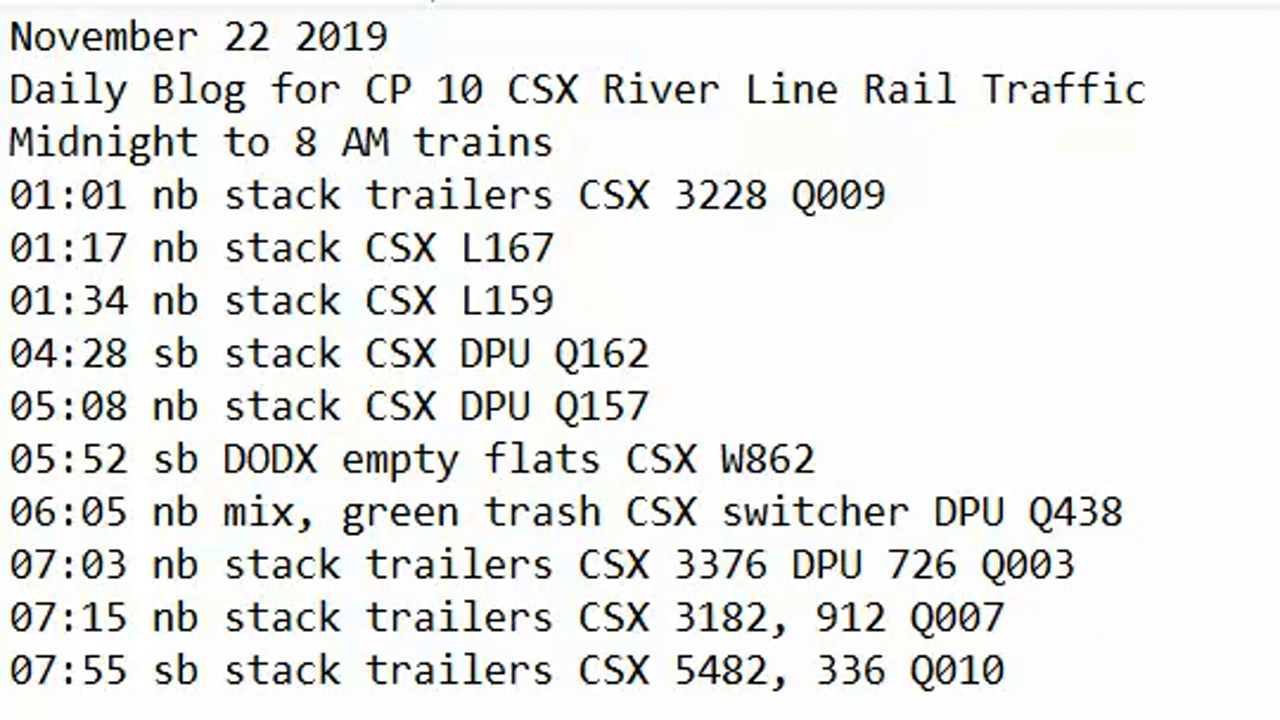 November 22 2019
Daily Blog for CP 10 CSX River Line Rail Traffic
Midnight to 8 AM trains
01:01 nb stack trailers CSX 3228 Q009
01:17 nb stack CSX L167
01:34 nb stack CSX L159
04:28 sb stack CSX DPU Q162
05:08 nb stack CSX DPU Q157
05:52 sb DODX empty flats CSX W862
06:05 nb mix, green trash CSX switcher DPU Q438
07:03 nb stack trailers CSX 3376 DPU 726 Q003
07:15 nb stack trailers CSX 3182, 912 Q007
07:55 sb stack trailers CSX 5482, 336 Q010